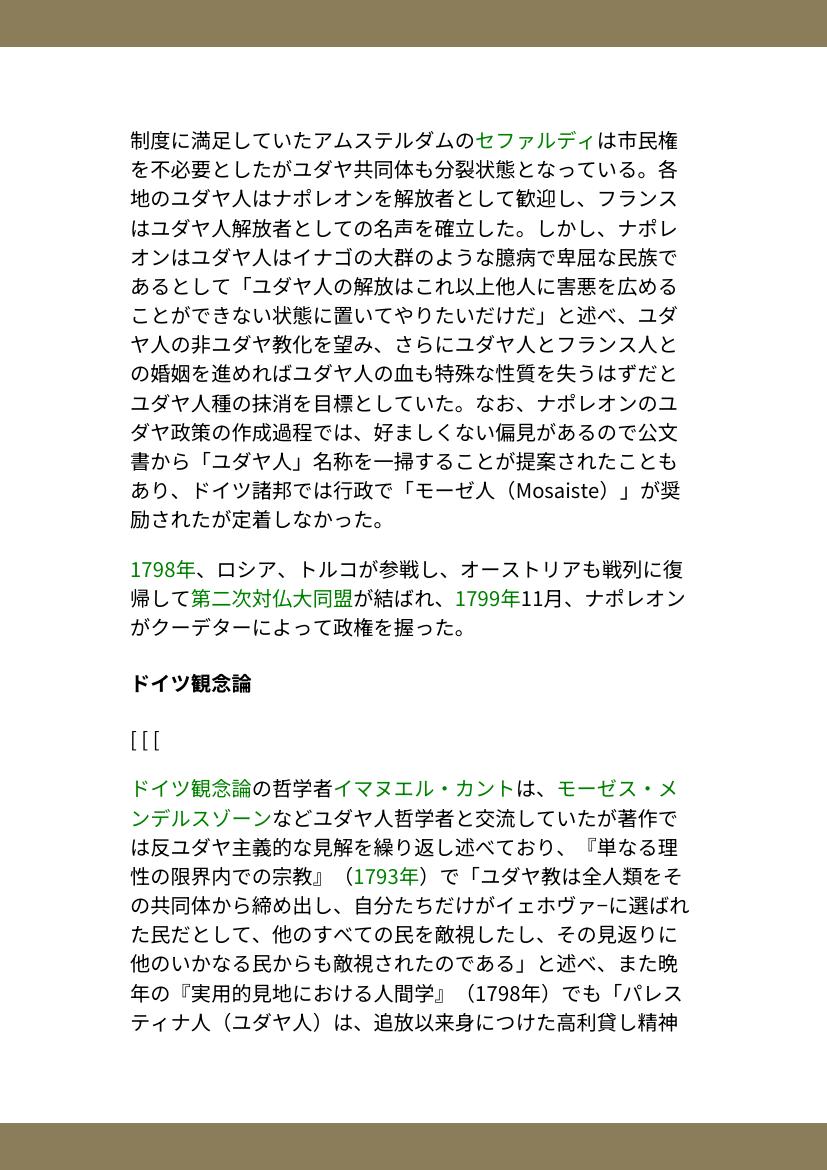 制度に満足していたアムステルダムのセファルディは市民権
を不必要としたがユダヤ共同体も分裂状態となっている。各
地のユダヤ人はナポレオンを解放者として歓迎し、フランス
はユダヤ人解放者としての名声を確立した。しかし、ナポレ
オンはユダヤ人はイナゴの大群のような臆病で卑屈な民族で
あるとして「ユダヤ人の解放はこれ以上他人に害悪を広める
ことができない状態に置いてやりたいだけだ」と述べ、ユダ
ヤ人の非ユダヤ教化を望み、さらにユダヤ人とフランス人と
の婚姻を進めればユダヤ人の血も特殊な性質を失うはずだと
ユダヤ人種の抹消を目標としていた。なお、ナポレオンのユ
ダヤ政策の作成過程では、好ましくない偏見があるので公文
書から「ユダヤ人」名称を一掃することが提案されたことも
あり、ドイツ諸邦では行政で「モーゼ人（Mosaiste）」が奨
励されたが定着しなかった。
1798年、ロシア、トルコが参戦し、オーストリアも戦列に復
帰して第二次対仏大同盟が結ばれ、1799年11月、ナポレオン
がクーデターによって政権を握った。
ドイツ観念論
[ [ [
ドイツ観念論の哲学者イマヌエル・カントは、モーゼス・メ
ンデルスゾーンなどユダヤ人哲学者と交流していたが著作で
は反ユダヤ主義的な見解を繰り返し述べており、『単なる理
性の限界内での宗教』（1793年）で「ユダヤ教は全人類をそ
の共同体から締め出し、自分たちだけがイェホヴァ−に選ばれ
た民だとして、他のすべての民を敵視したし、その見返りに
他のいかなる民からも敵視されたのである」と述べ、また晩
年の『実用的見地における人間学』（1798年）でも「パレス
ティナ人（ユダヤ人）は、追放以来身につけた高利貸し精神